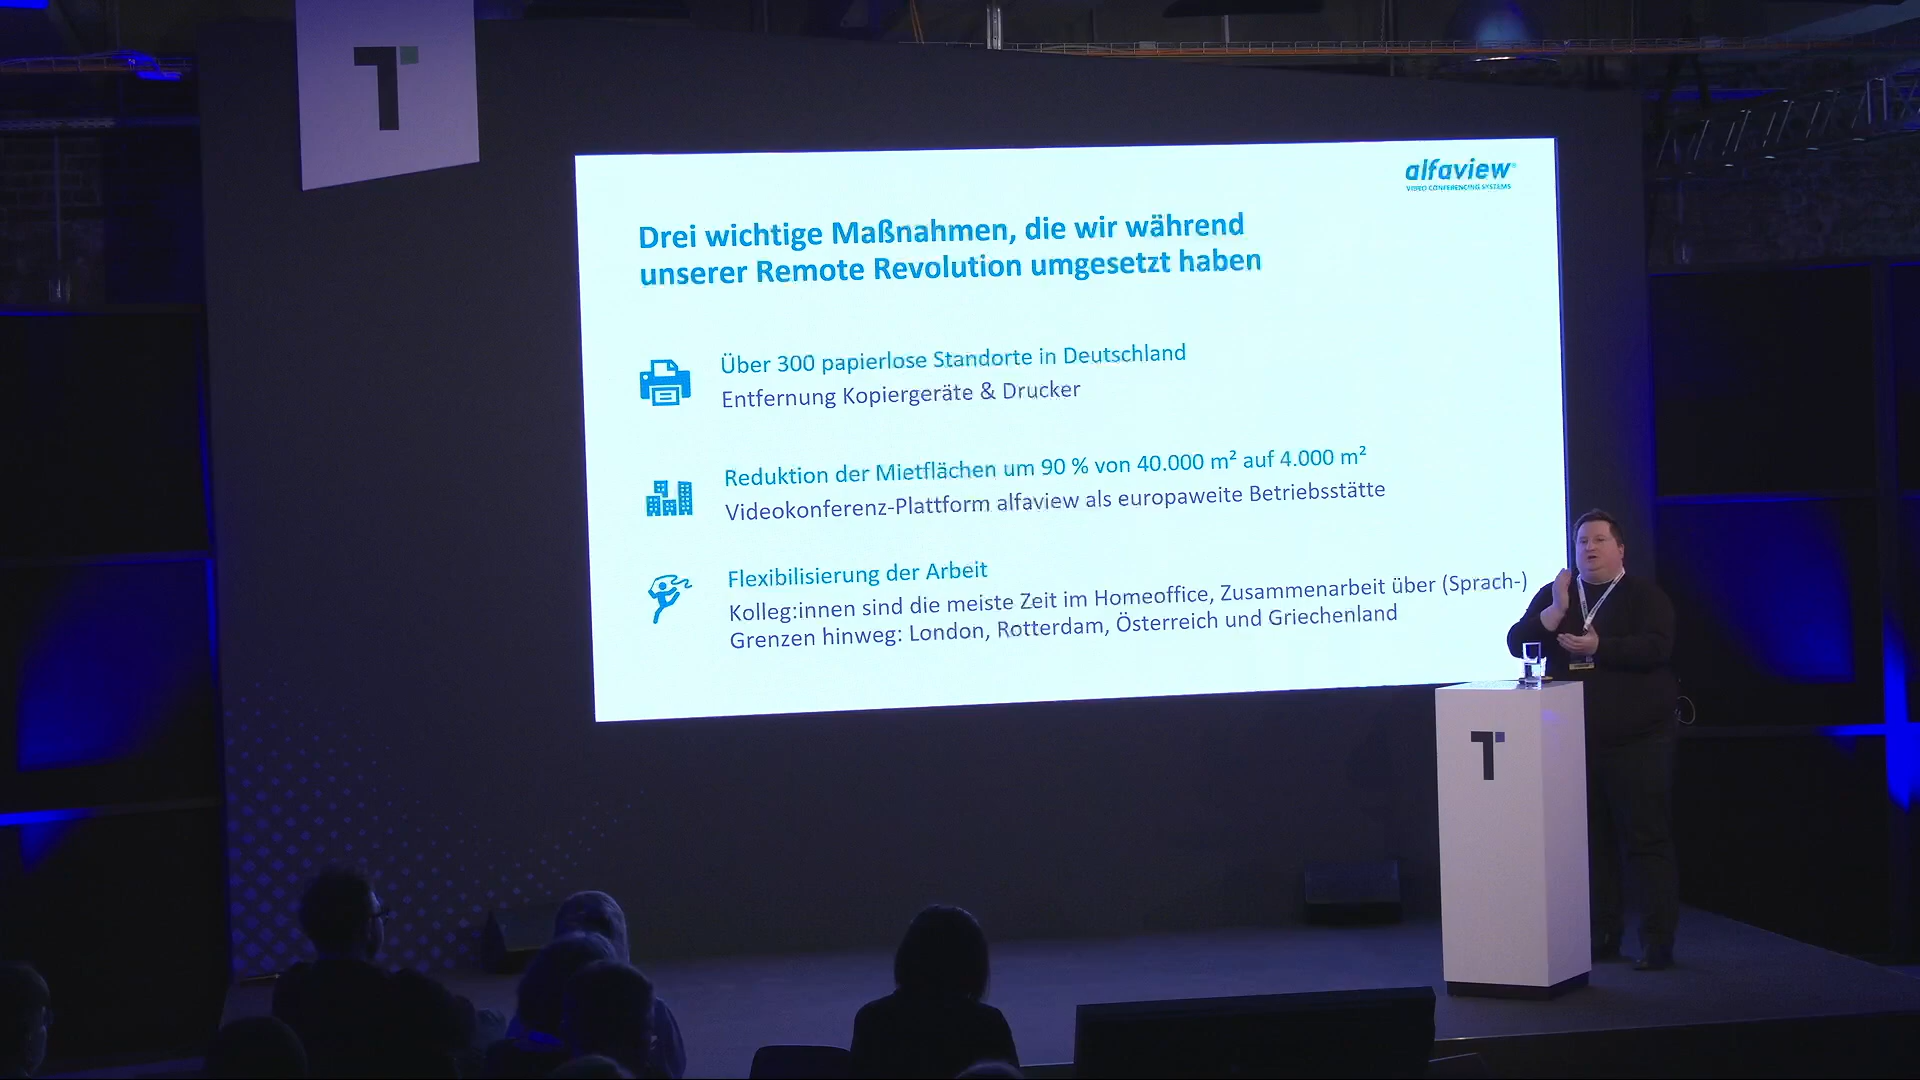 T
alfaview®
VIDEO CONFERENCING SYSTEMS
Drei wichtige Maßnahmen, die wir während
unserer Remote Revolution umgesetzt haben
Über 300 papierlose Standorte in Deutschland
Entfernung Kopiergeräte & Drucker
Reduktion der Mietflächen um 90 % von 40.000 m² auf 4.000 m²
Videokonferenz-Plattform alfaview als europaweite Betriebsstätte
Flexibilisierung der Arbeit
Kolleg:innen sind die meiste Zeit im Homeoffice, Zusammenarbeit über (Sprach-)
Grenzen hinweg: London, Rotterdam, Österreich und Griechenland
T